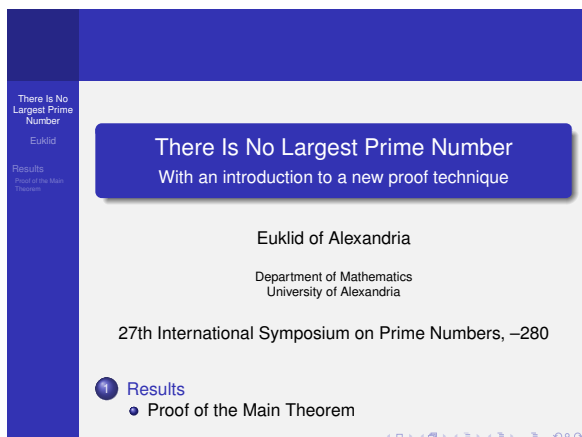 There Is No
Largest Prime
Number
Euklid
Results
Proof of the Main
Theorem
There Is No Largest Prime Number
With an introduction to a new proof technique
Euklid of Alexandria
Department of Mathematics
University of Alexandria
27th International Symposium on Prime Numbers, –280
1 Results
Proof of the Main Theorem